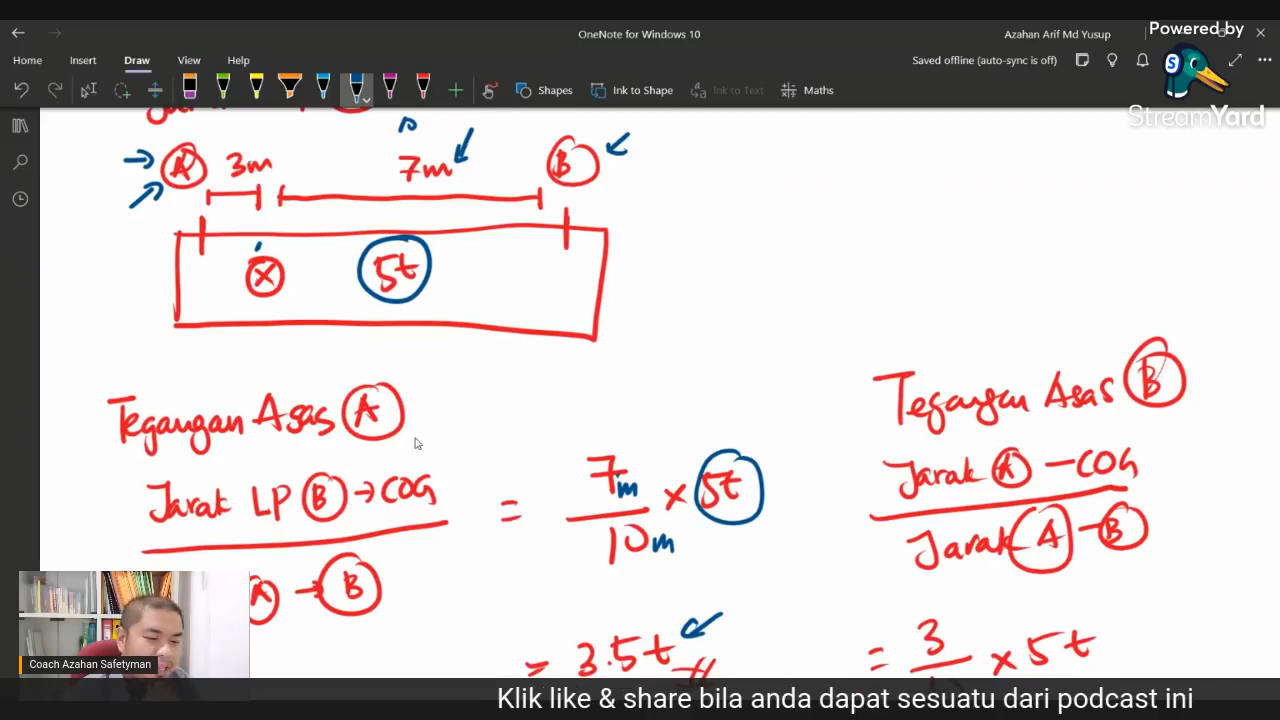 OneNote for Windows 10
Azahan Arif Md Yusup
Powered by
Home Insert Draw View Help
Saved offline (auto-sync is off)
S
StreamYard
Shapes
Ink to Shape
Ink to Text
Maths
A 3m 7m B
X 5t
Tegangan Asas A
Jarak LP B → COG
A → B
= 7m / 10m × 5t
= 3.5t
Tegangan Asas B
Jarak A - COG
Jarak A - B
= 3 × 5t
Coach Azahan Safetyman
Klik like & share bila anda dapat sesuatu dari podcast ini